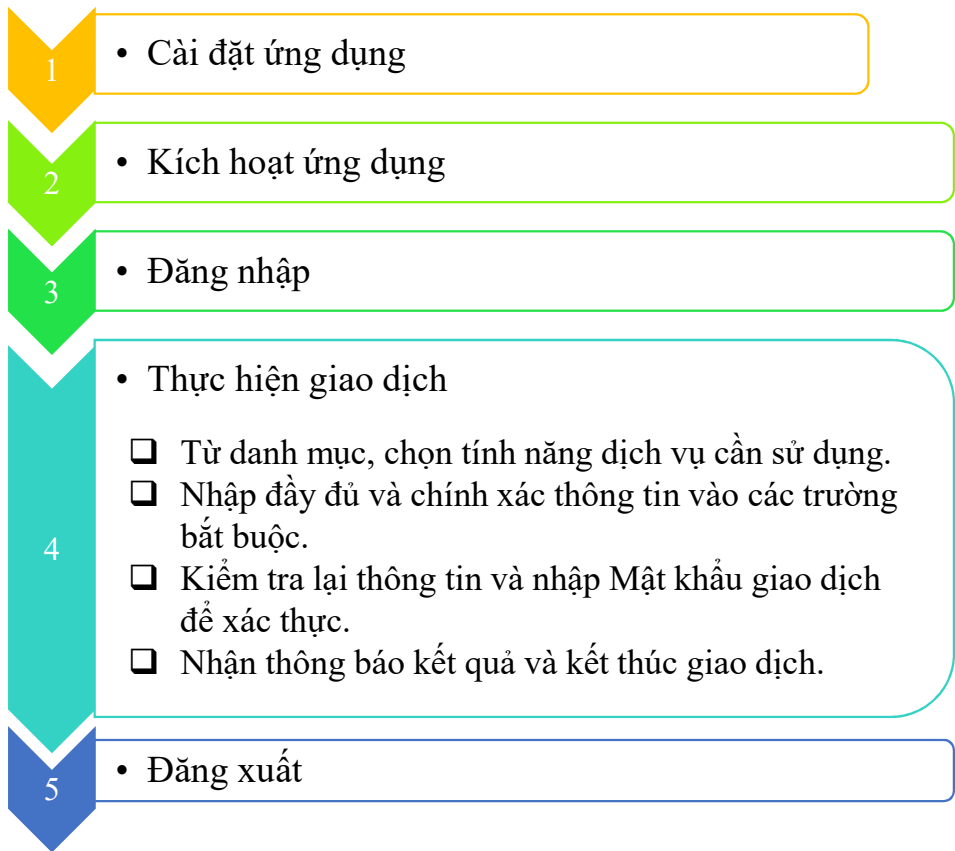 1
• Cài đặt ứng dụng
2
• Kích hoạt ứng dụng
3
• Đăng nhập
4
• Thực hiện giao dịch
❑ Từ danh mục, chọn tính năng dịch vụ cần sử dụng.
❑ Nhập đầy đủ và chính xác thông tin vào các trường
bắt buộc.
❑ Kiểm tra lại thông tin và nhập Mật khẩu giao dịch
để xác thực.
❑ Nhận thông báo kết quả và kết thúc giao dịch.
5
• Đăng xuất